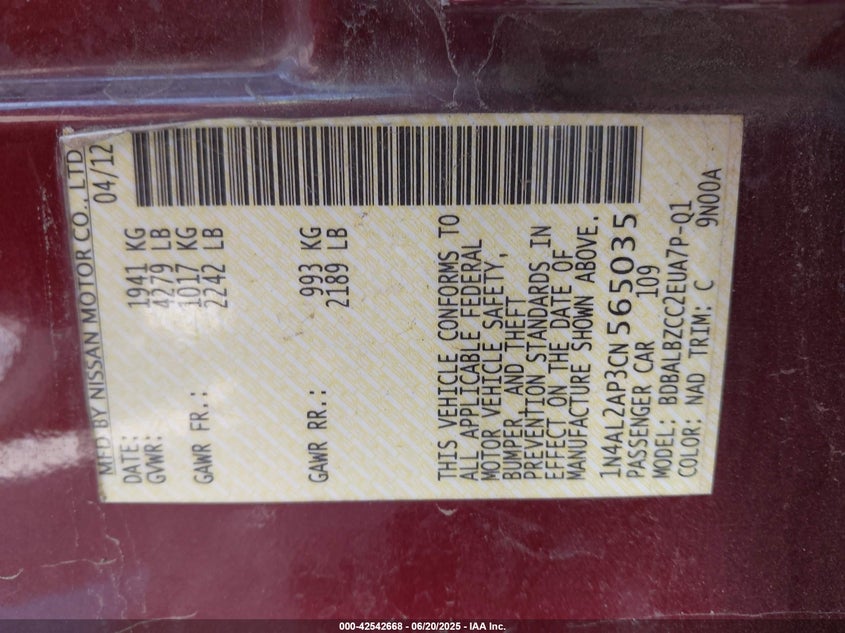 MFD BY NISSAN MOTOR CO., LTD
DATE: 04/12
GVWR: 1941 KG
4279 LB
GAWR FR.: 1017 KG
2242 LB
GAWR RR.: 993 KG
2189 LB
THIS VEHICLE CONFORMS TO
ALL APPLICABLE FEDERAL
MOTOR VEHICLE SAFETY,
BUMPER, AND THEFT
PREVENTION STANDARDS IN
EFFECT ON THE DATE OF
MANUFACTURE SHOWN ABOVE.
1N4AL2AP3CN565035
PASSENGER CAR 109
MODEL: BDBALBZCC2EUA7P-Q1
COLOR: NAD TRIM: C 9N00A
000-42542668 - 06/20/2025 - IAA Inc.